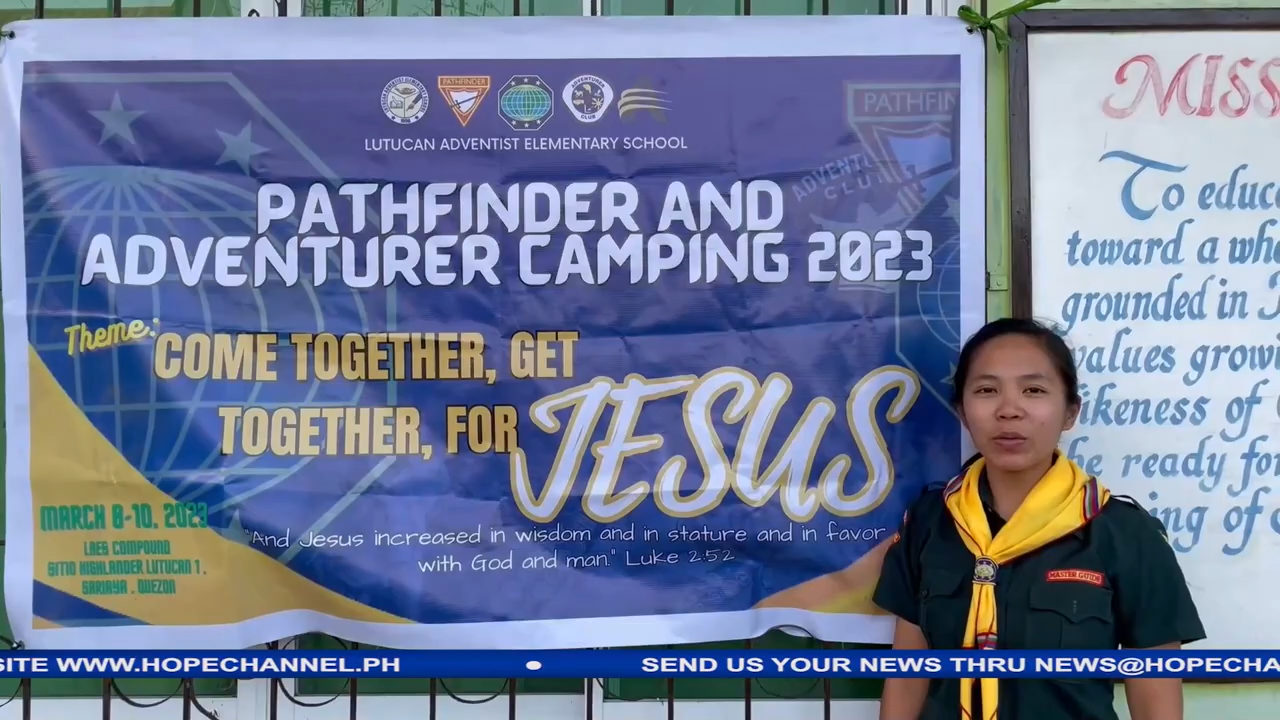 PATHFINDER
ADVENTURER
CLUB
LUTUCAN ADVENTIST ELEMENTARY SCHOOL
PATHFINDER AND
ADVENTURER CAMPING 2023
Theme:
COME TOGETHER, GET
TOGETHER, FOR JESUS
MARCH 8-10, 2023
LAES COMPOUND
SITIO HIGHLANDER LUTUCAN 1,
SARIAYA, QUEZON
"And Jesus increased in wisdom and in stature and in favor
with God and man." Luke 2:52
PATHFIN
ADVENT
CLU
MISS
To educ
toward a wh
grounded in
values growi
likeness of
be ready for
ing of
MASTER GUIDE
SITE WWW.HOPECHANNEL.PH • SEND US YOUR NEWS THRU NEWS@HOPECHA